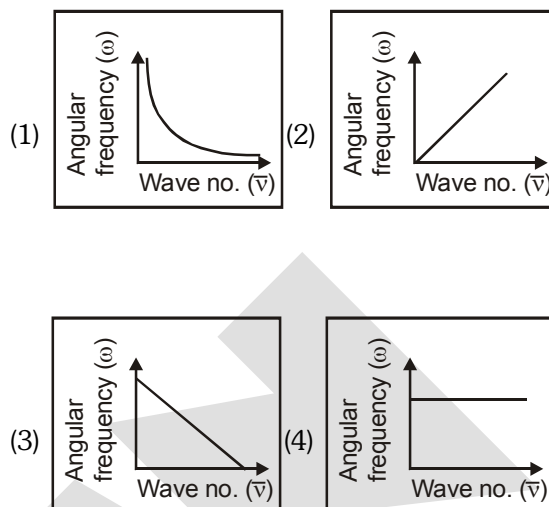 (1)
Angular
frequency (ω)
Wave no. (ν̅)
(2)
Angular
frequency (ω)
Wave no. (ν̅)
(3)
Angular
frequency (ω)
Wave no. (ν̅)
(4)
Angular
frequency (ω)
Wave no. (ν̅)